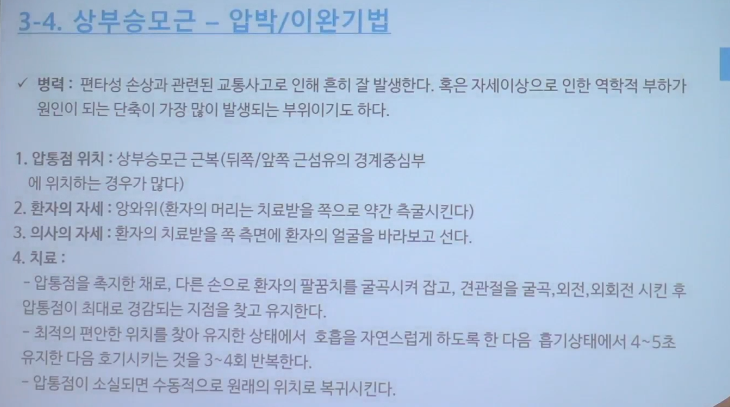 3-4. 상부승모근 – 압박/이완기법
✓ 병력 : 편타성 손상과 관련된 교통사고로 인해 흔히 잘 발생한다. 혹은 자세이상으로 인한 역학적 부하가
원인이 되는 단축이 가장 많이 발생되는 부위이기도 하다.
1. 압통점 위치 : 상부승모근 근복(뒤쪽/앞쪽 근섬유의 경계중심부
에 위치하는 경우가 많다)
2. 환자의 자세 : 앙와위(환자의 머리는 치료받을 쪽으로 약간 측굴시킨다)
3. 의사의 자세 : 환자의 치료받을 쪽 측면에 환자의 얼굴을 바라보고 선다.
4. 치료 :
– 압통점을 촉지한 채로, 다른 손으로 환자의 팔꿈치를 굴곡시켜 잡고, 견관절을 굴곡,외전,외회전 시킨 후
압통점이 최대로 경감되는 지점을 찾고 유지한다.
– 최적의 편안한 위치를 찾아 유지한 상태에서 호흡을 자연스럽게 하도록 한 다음 흡기상태에서 4~5초
유지한 다음 호기시키는 것을 3~4회 반복한다.
– 압통점이 소실되면 수동적으로 원래의 위치로 복귀시킨다.